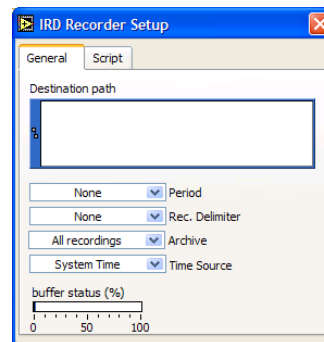 IRD Recorder Setup
General Script
Destination path
None Period
None Rec. Delimiter
All recordings Archive
System Time Time Source
buffer status (%)
0 50 100